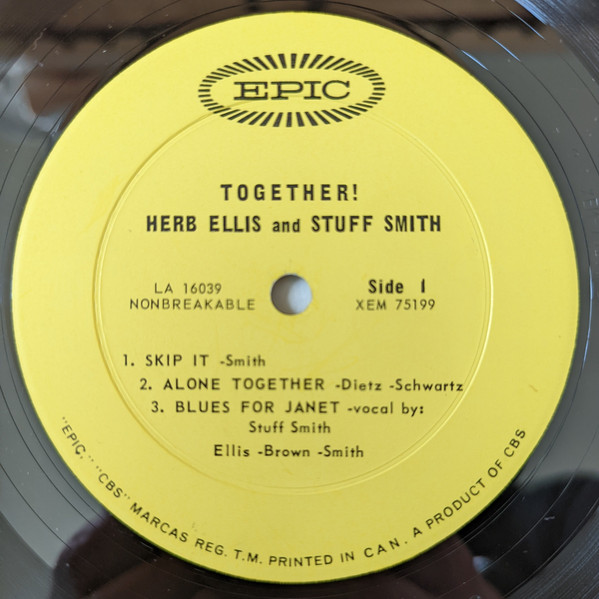 EPIC
TOGETHER!
HERB ELLIS and STUFF SMITH
LA 16039
NONBREAKABLE
Side 1
XEM 75199
1. SKIP IT -Smith
2. ALONE TOGETHER -Dietz -Schwartz
3. BLUES FOR JANET -vocal by:
Stuff Smith
Ellis -Brown -Smith
"EPIC," "CBS" MARCAS REG. T.M. PRINTED IN CAN. A PRODUCT OF CBS